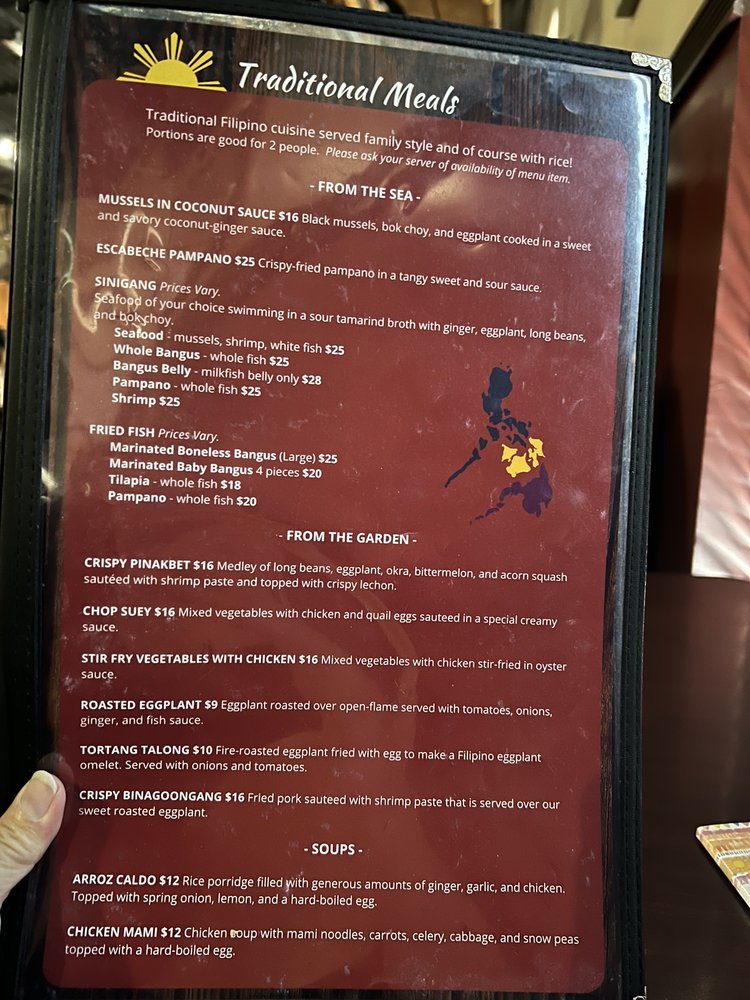 Traditional Meals
Traditional Filipino cuisine served family style and of course with rice!
Portions are good for 2 people. Please ask your server of availability of menu item.
- FROM THE SEA -
MUSSELS IN COCONUT SAUCE $16 Black mussels, bok choy, and eggplant cooked in a sweet
and savory coconut-ginger sauce.
ESCABECHE PAMPANO $25 Crispy-fried pampano in a tangy sweet and sour sauce.
SINIGANG Prices Vary.
Seafood of your choice swimming in a sour tamarind broth with ginger, eggplant, long beans,
and bok choy.
Seafood - mussels, shrimp, white fish $25
Whole Bangus - whole fish $25
Bangus Belly - milkfish belly only $28
Pampano - whole fish $25
Shrimp $25
FRIED FISH Prices Vary.
Marinated Boneless Bangus (Large) $25
Marinated Baby Bangus 4 pieces $20
Tilapia - whole fish $18
Pampano - whole fish $20
- FROM THE GARDEN -
CRISPY PINAKBET $16 Medley of long beans, eggplant, okra, bittermelon, and acorn squash
sautéed with shrimp paste and topped with crispy lechon.
CHOP SUEY $16 Mixed vegetables with chicken and quail eggs sauteed in a special creamy
sauce.
STIR FRY VEGETABLES WITH CHICKEN $16 Mixed vegetables with chicken stir-fried in oyster
sauce.
ROASTED EGGPLANT $9 Eggplant roasted over open-flame served with tomatoes, onions,
ginger, and fish sauce.
TORTANG TALONG $10 Fire-roasted eggplant fried with egg to make a Filipino eggplant
omelet. Served with onions and tomatoes.
CRISPY BINAGOONGANG $16 Fried pork sauteed with shrimp paste that is served over our
sweet roasted eggplant.
- SOUPS -
ARROZ CALDO $12 Rice porridge filled with generous amounts of ginger, garlic, and chicken.
Topped with spring onion, lemon, and a hard-boiled egg.
CHICKEN MAMI $12 Chicken soup with mami noodles, carrots, celery, cabbage, and snow peas
topped with a hard-boiled egg.